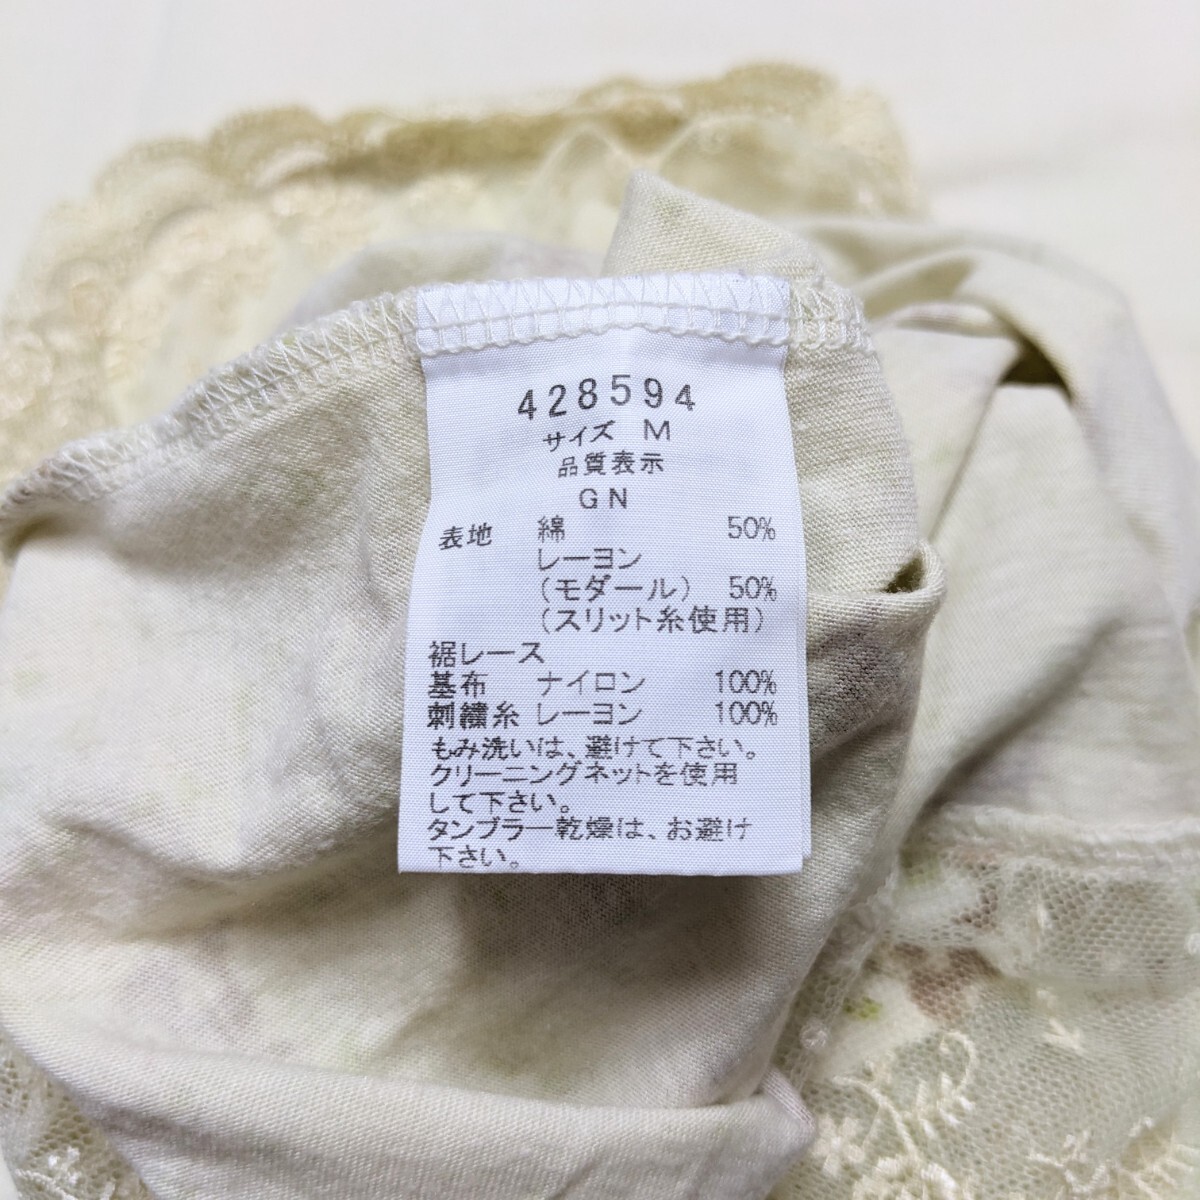 428594
サイズ M
品質表示
GN
表地 綿 50%
レーヨン
(モダール) 50%
(スリット糸使用)
裾レース
基布 ナイロン 100%
刺繍糸 レーヨン 100%
もみ洗いは、避けて下さい。
クリーニングネットを使用
して下さい。
タンブラー乾燥は、お避け
下さい。